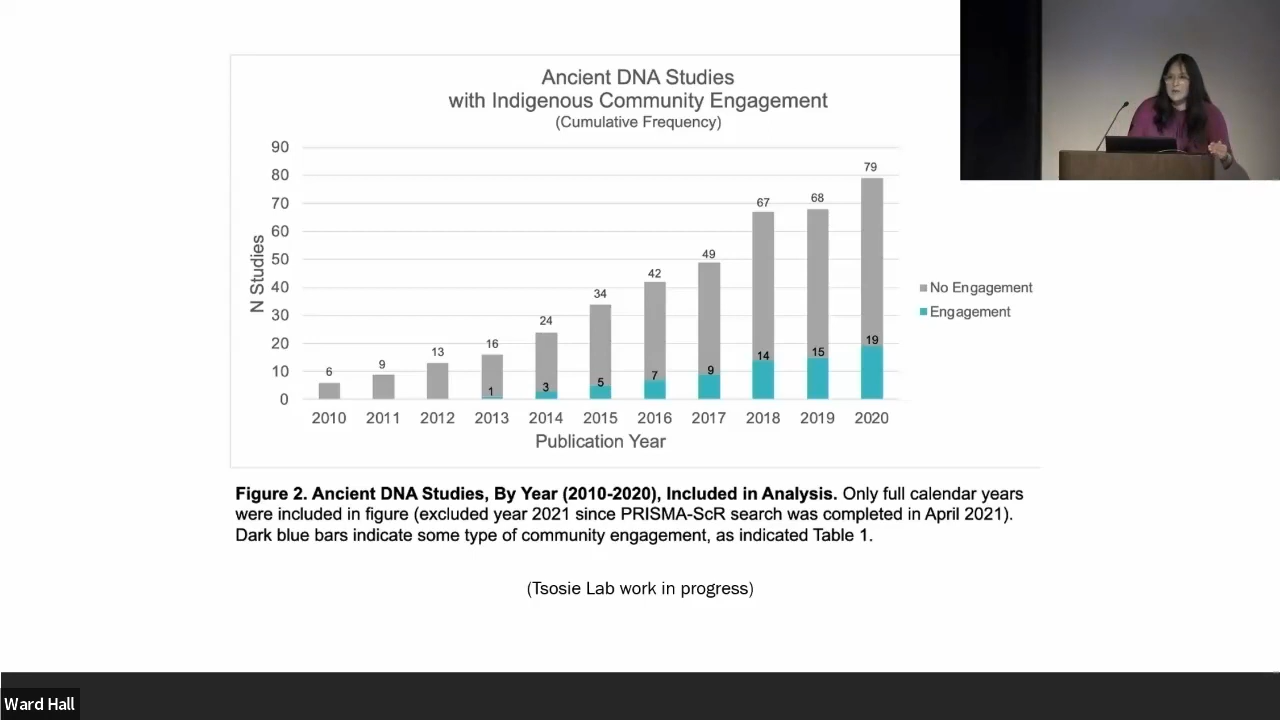 Ancient DNA Studies
with Indigenous Community Engagement
(Cumulative Frequency)
90
80
70
60
50
40
30
20
10
0
N Studies
6
9
13
16
24
34
42
49
67
68
79
1
3
5
7
9
14
15
19
2010 2011 2012 2013 2014 2015 2016 2017 2018 2019 2020
Publication Year
No Engagement
Engagement
Figure 2. Ancient DNA Studies, By Year (2010-2020), Included in Analysis. Only full calendar years
were included in figure (excluded year 2021 since PRISMA-ScR search was completed in April 2021).
Dark blue bars indicate some type of community engagement, as indicated Table 1.
(Tsosie Lab work in progress)
Ward Hall